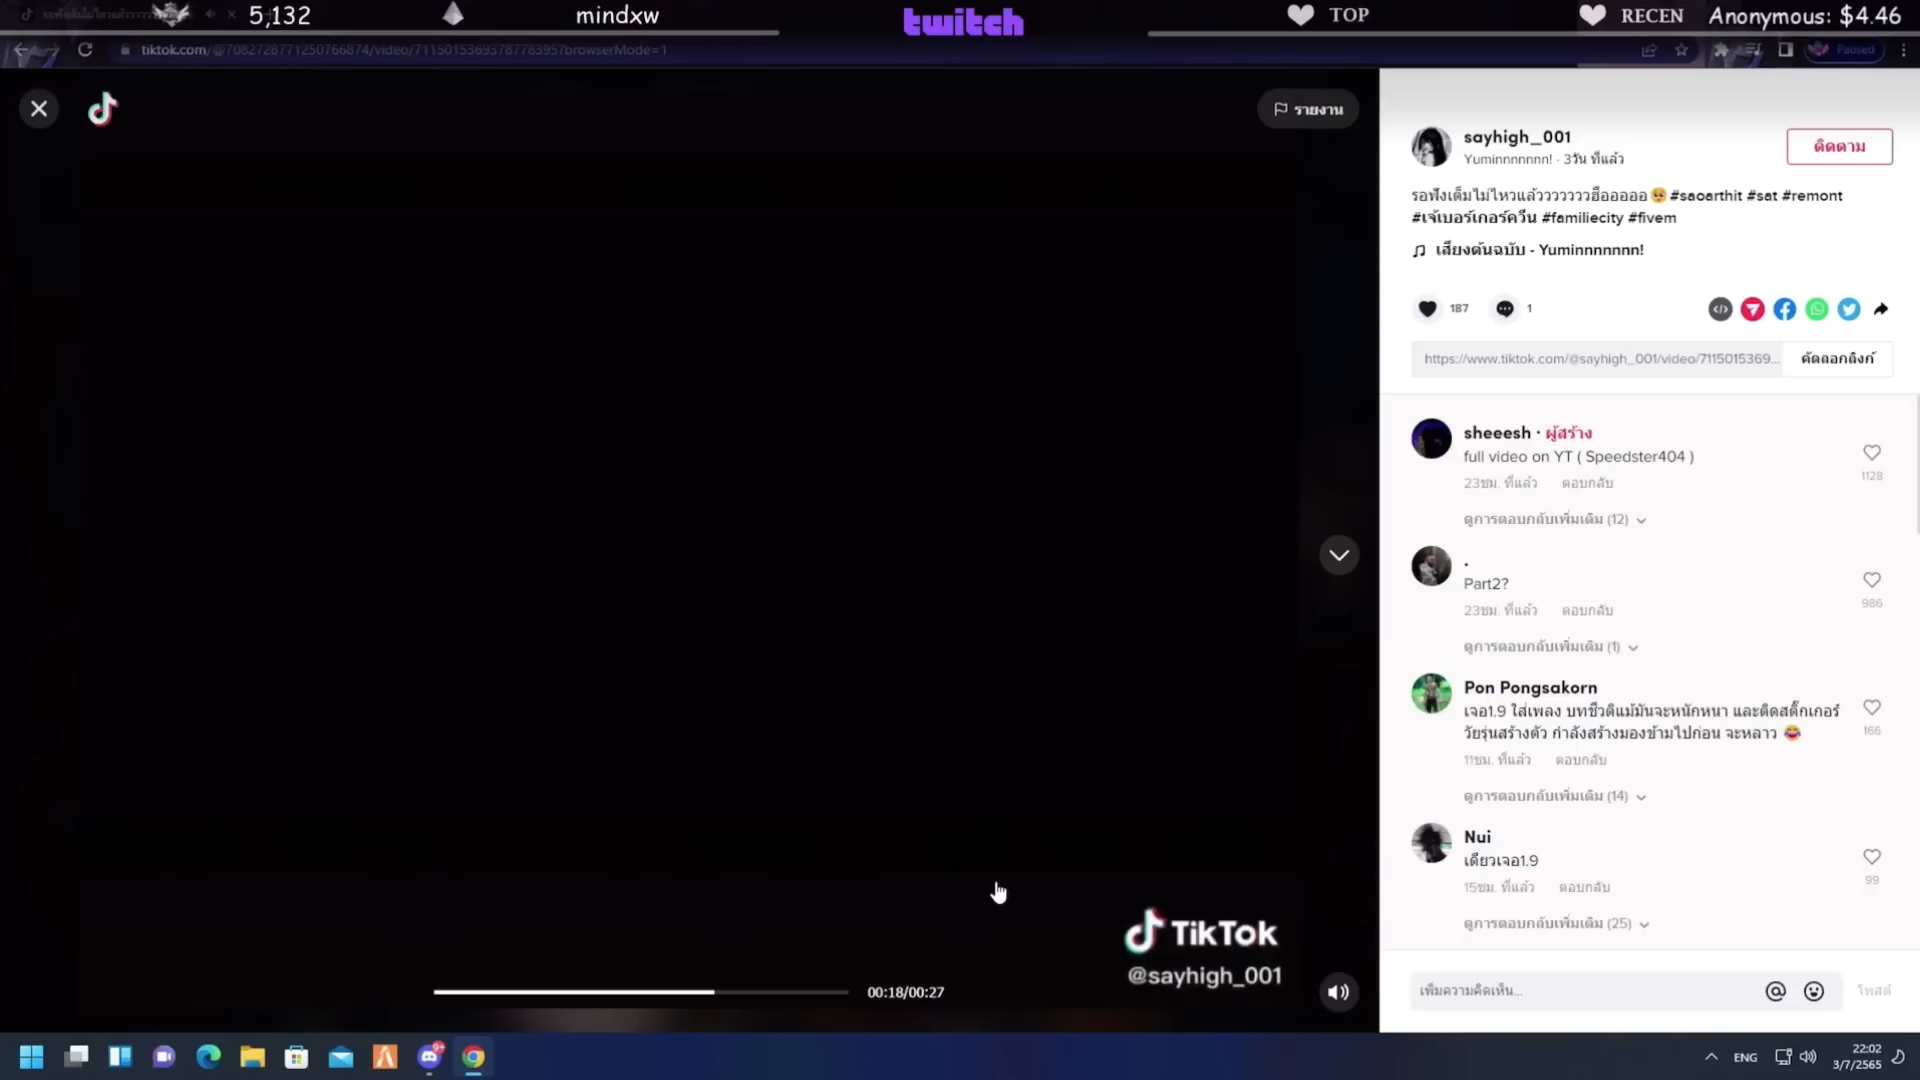 5,132
mindxw
twitch
TOP
RECEN
Anonymous: $4.46
tiktok.com/@7082728771250766874/video/7115015369378778395?browserMode=1
Paused
รายงาน
sayhigh_001
Yuminnnnnnn! · 3วัน ที่แล้ว
ติดตาม
รอฟังเต็มไม่ไหวแล้วววววววฮือออออ🥺 #saoarthit #sat #remont
#เจ้เบอร์เกอร์ควีน #familiecity #fivem
เสียงต้นฉบับ - Yuminnnnnnn!
187
1
https://www.tiktok.com/@sayhigh_001/video/7115015369...
คัดลอกลิงก์
sheeesh · ผู้สร้าง
full video on YT ( Speedster404 )
1128
23ชม. ที่แล้ว ตอบกลับ
ดูการตอบกลับเพิ่มเติม (12)
.
Part2?
986
23ชม. ที่แล้ว ตอบกลับ
ดูการตอบกลับเพิ่มเติม (1)
Pon Pongsakorn
เจอ1.9 ใส่เพลง บทชีวติแม้มันจะหนักหนา และติดสติ๊กเกอร์
วัยรุ่นสร้างตัว กำลังสร้างมองข้ามไปก่อน จะหลาว 😂
166
11ชม. ที่แล้ว ตอบกลับ
ดูการตอบกลับเพิ่มเติม (14)
Nui
เดียวเจอ1.9
99
15ชม. ที่แล้ว ตอบกลับ
ดูการตอบกลับเพิ่มเติม (25)
TikTok
@sayhigh_001
00:18/00:27
เพิ่มความคิดเห็น...
โพสต์
9+
ENG
22:02
3/7/2565